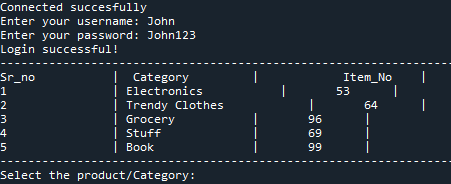 Connected succesfully
Enter your username: John
Enter your password: John123
Login successful!
--------------------------------------------------------------------
Sr_no | Category | Item_No |
1 | Electronics | 53 |
2 | Trendy Clothes | 64 |
3 | Grocery | 96 |
4 | Stuff | 69 |
5 | Book | 99 |
--------------------------------------------------------------------
Select the product/Category: